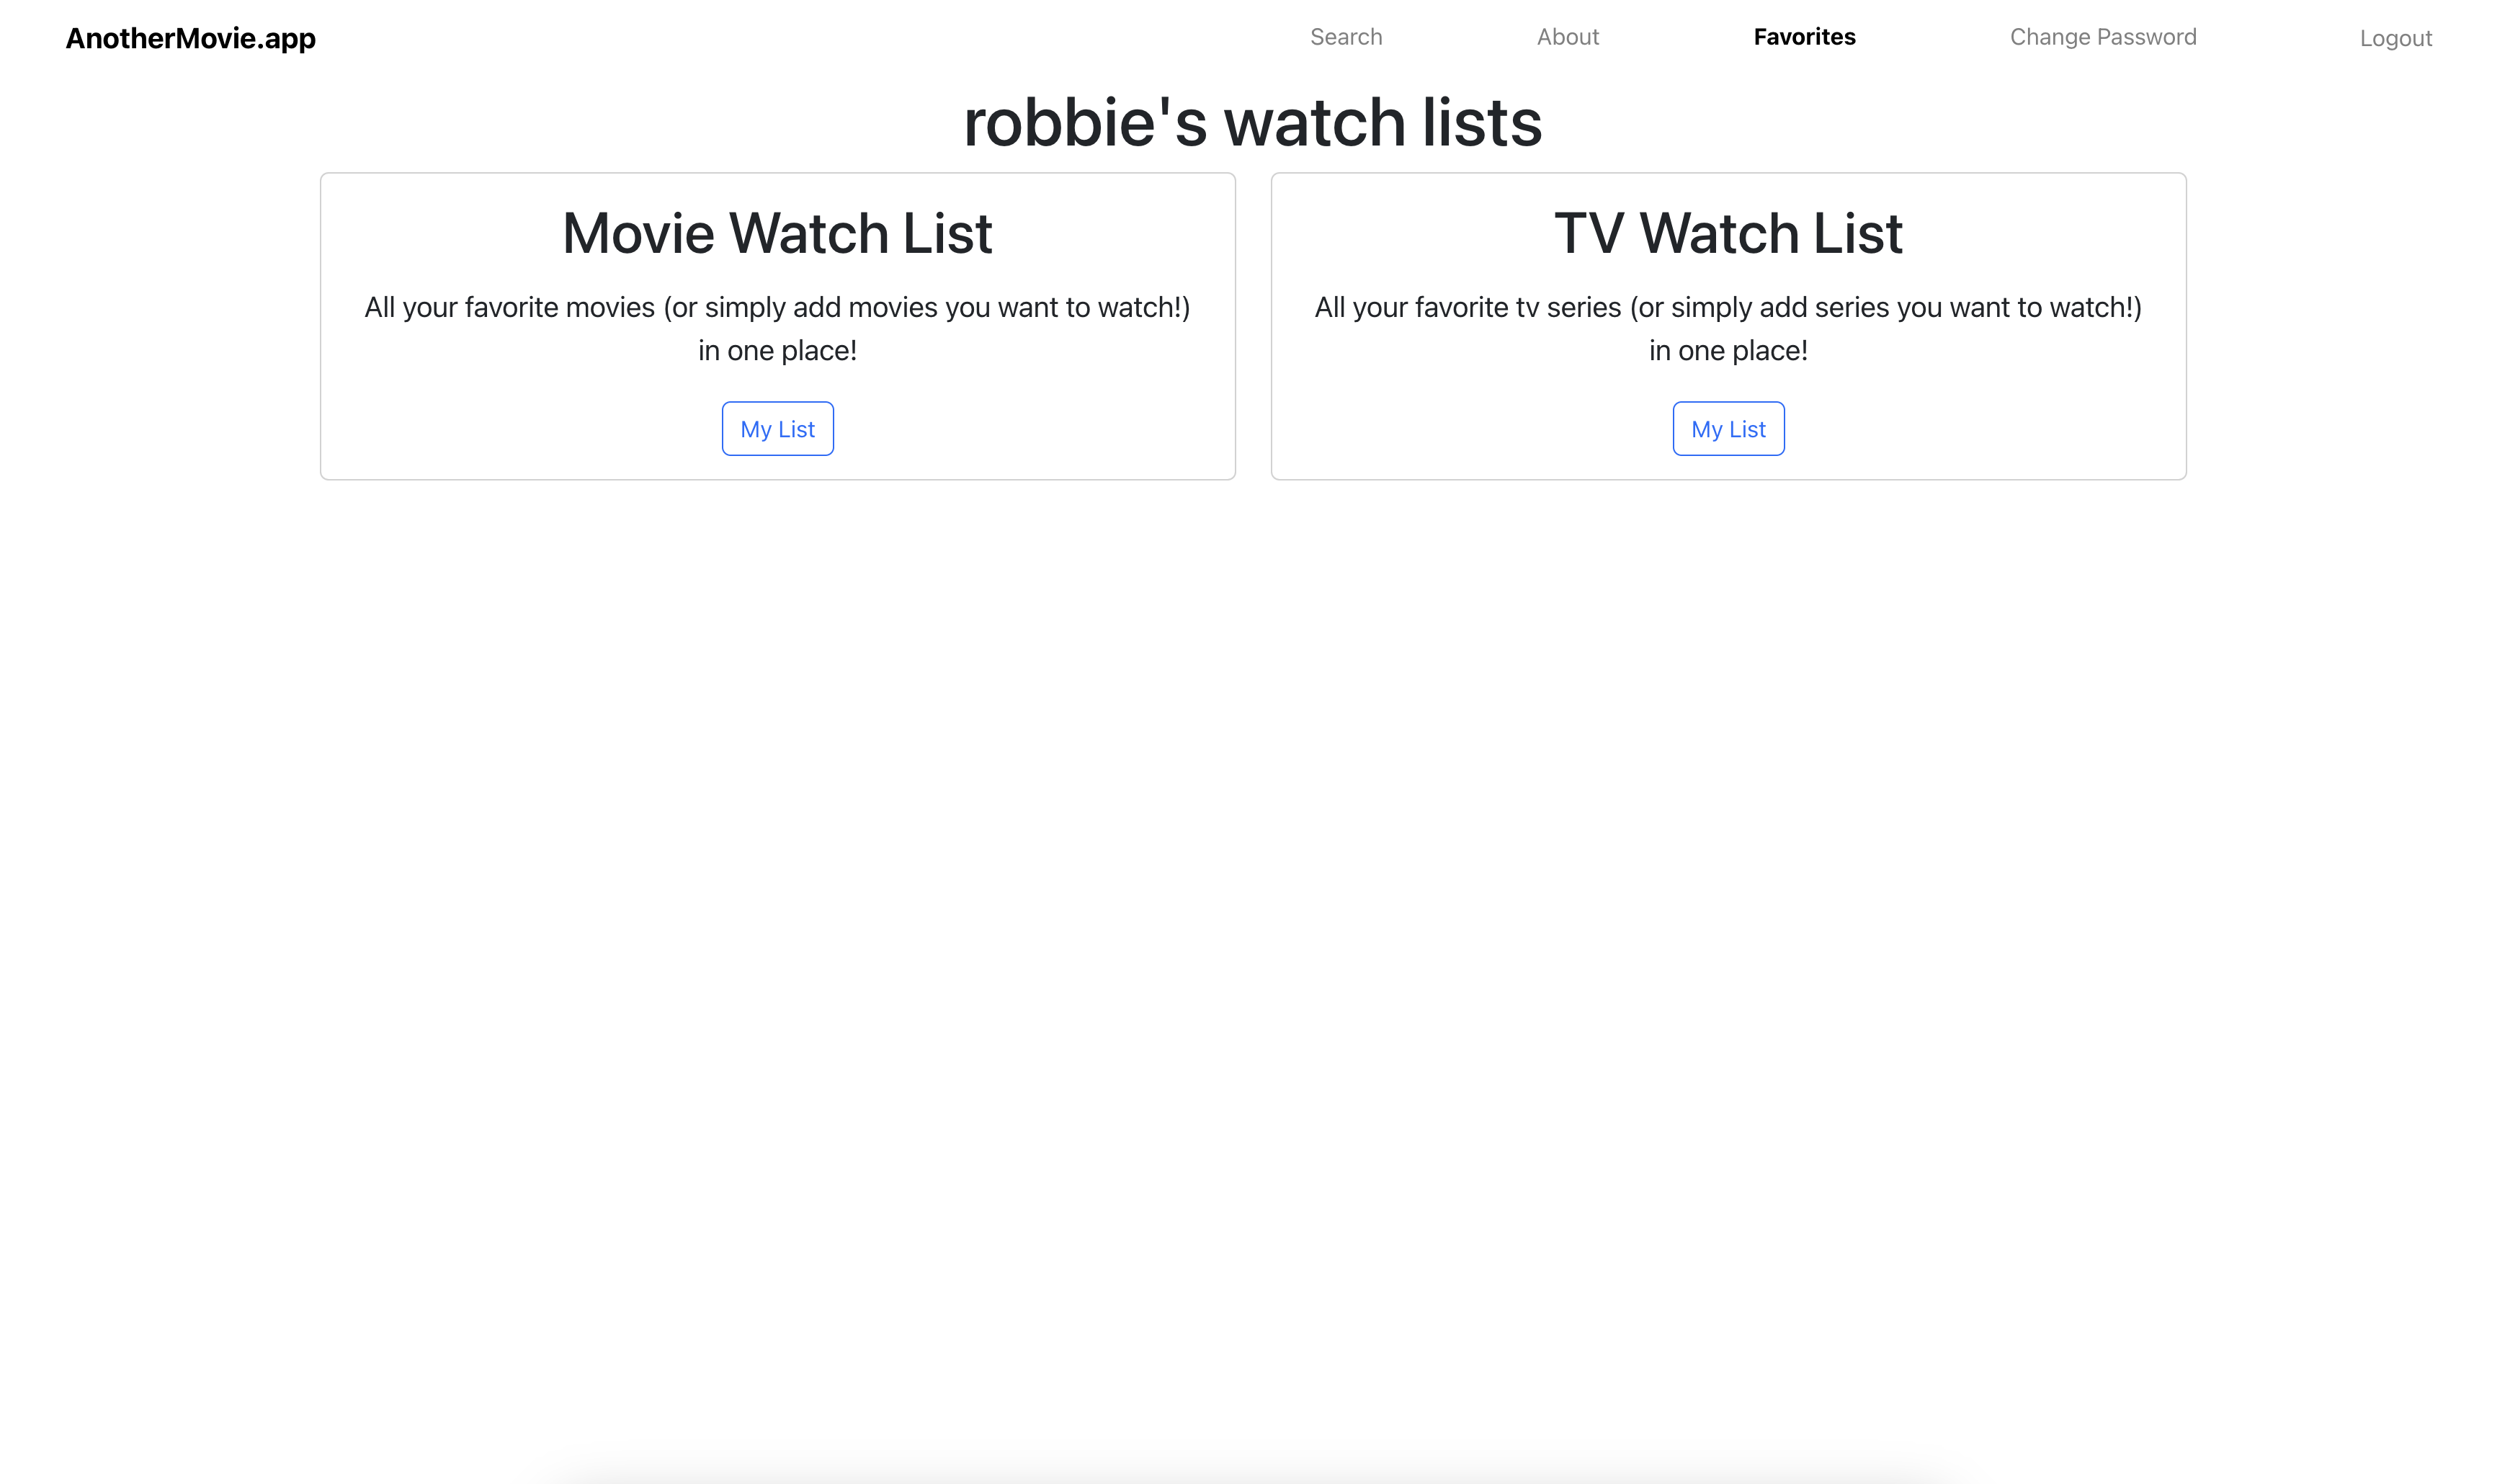 AnotherMovie.app
Search
About
Favorites
Change Password
Logout
robbie's watch lists
Movie Watch List
All your favorite movies (or simply add movies you want to watch!)
in one place!
My List
TV Watch List
All your favorite tv series (or simply add series you want to watch!)
in one place!
My List